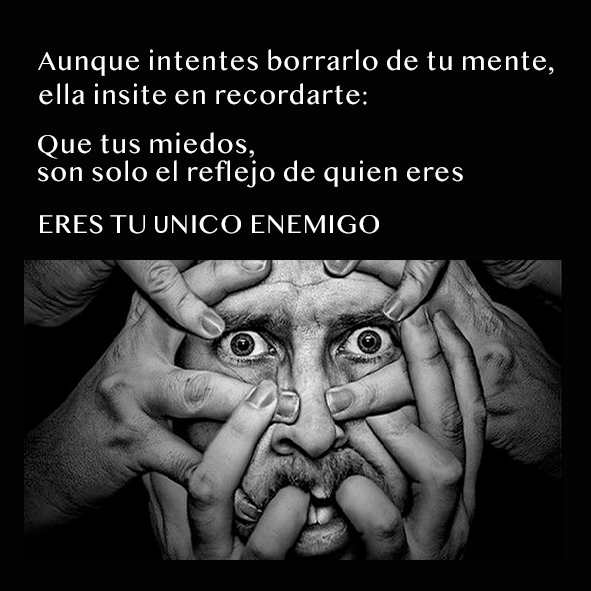 Aunque intentes borrarlo de tu mente,
ella insite en recordarte:
Que tus miedos,
son solo el reflejo de quien eres
ERES TU UNICO ENEMIGO